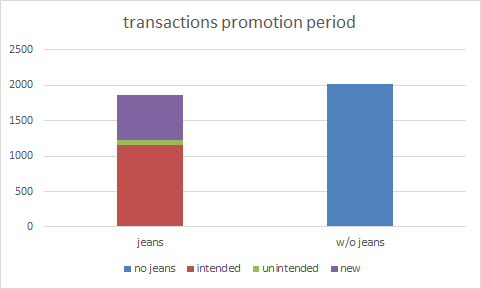 transactions promotion period
2500
2000
1500
1000
500
0
jeans w/o jeans
no jeans intended unintended new